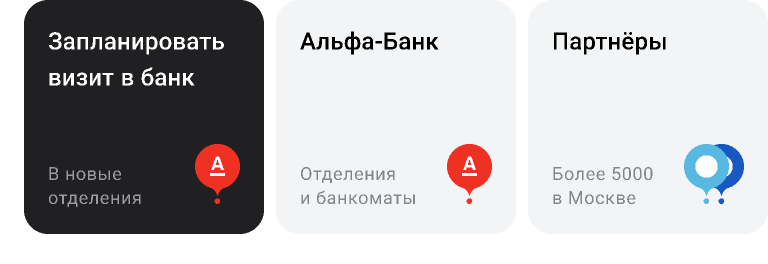 Запланировать
визит в банк
В новые
отделения
А
Альфа-Банк
Отделения
и банкоматы
А
Партнёры
Более 5000
в Москве